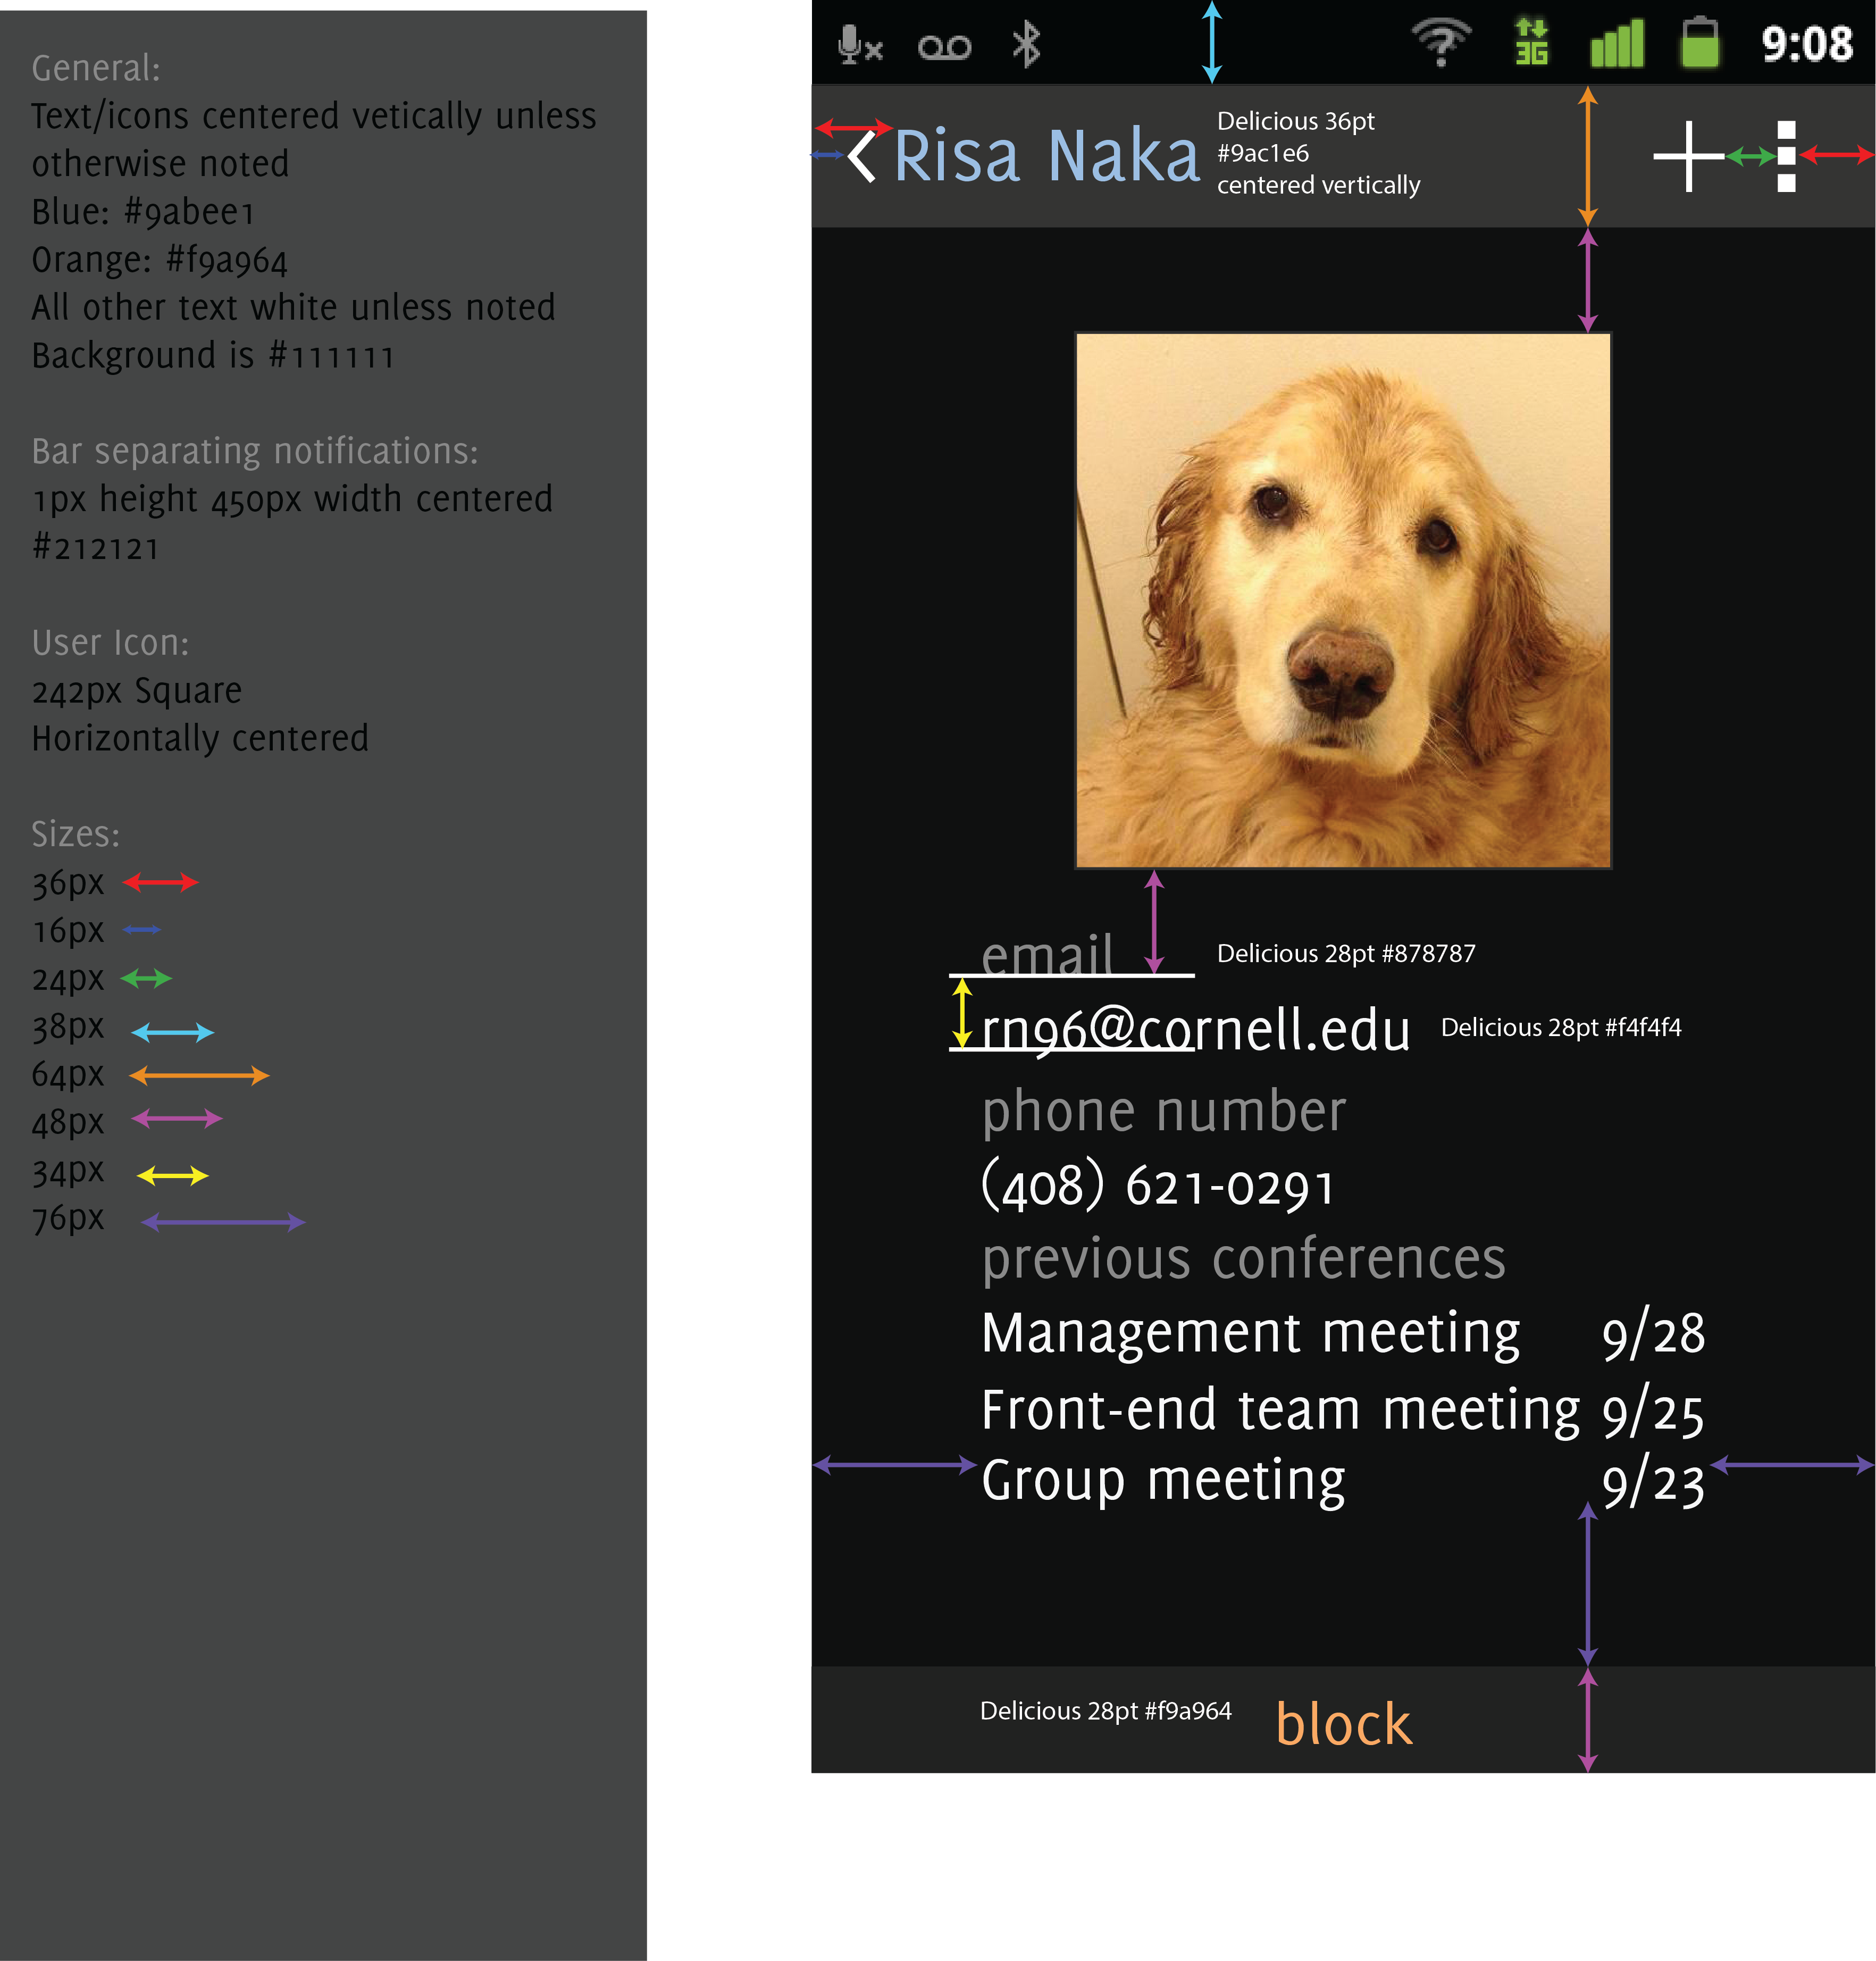 General:
Text/icons centered vetically unless
otherwise noted
Blue: #9abee1
Orange: #f9a964
All other text white unless noted
Background is #111111
Bar separating notifications:
1px height 450px width centered
#212121
User Icon:
242px Square
Horizontally centered
Sizes:
36px
16px
24px
38px
64px
48px
34px
76px
3G 9:08
Risa Naka
Delicious 36pt
#9ac1e6
centered vertically
email
Delicious 28pt #878787
rn96@cornell.edu
Delicious 28pt #f4f4f4
phone number
(408) 621-0291
previous conferences
Management meeting 9/28
Front-end team meeting 9/25
Group meeting 9/23
Delicious 28pt #f9a964
block